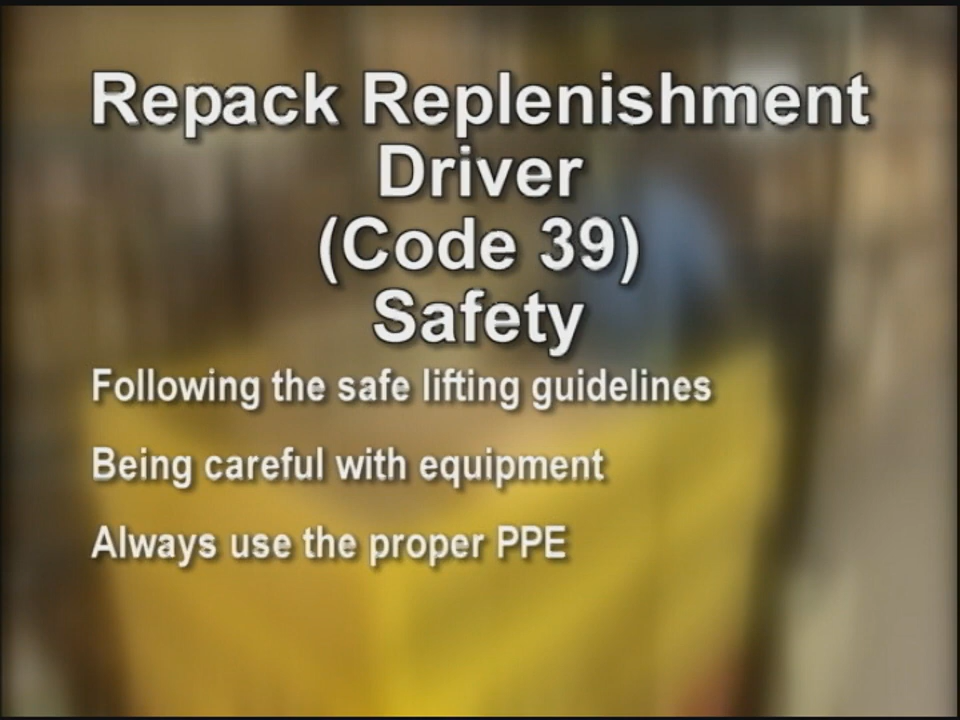 Repack Replenishment
Driver
(Code 39)
Safety
Following the safe lifting guidelines
Being careful with equipment
Always use the proper PPE